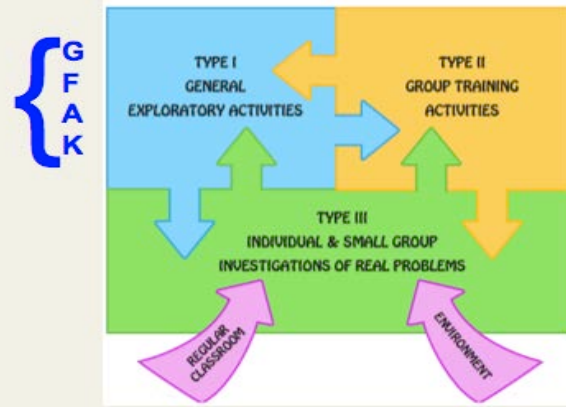 {
G
F
A
K
TYPE I
GENERAL
EXPLORATORY ACTIVITIES
TYPE II
GROUP TRAINING
ACTIVITIES
TYPE III
INDIVIDUAL & SMALL GROUP
INVESTIGATIONS OF REAL PROBLEMS
REGULAR
CLASSROOM
ENVIRONMENT